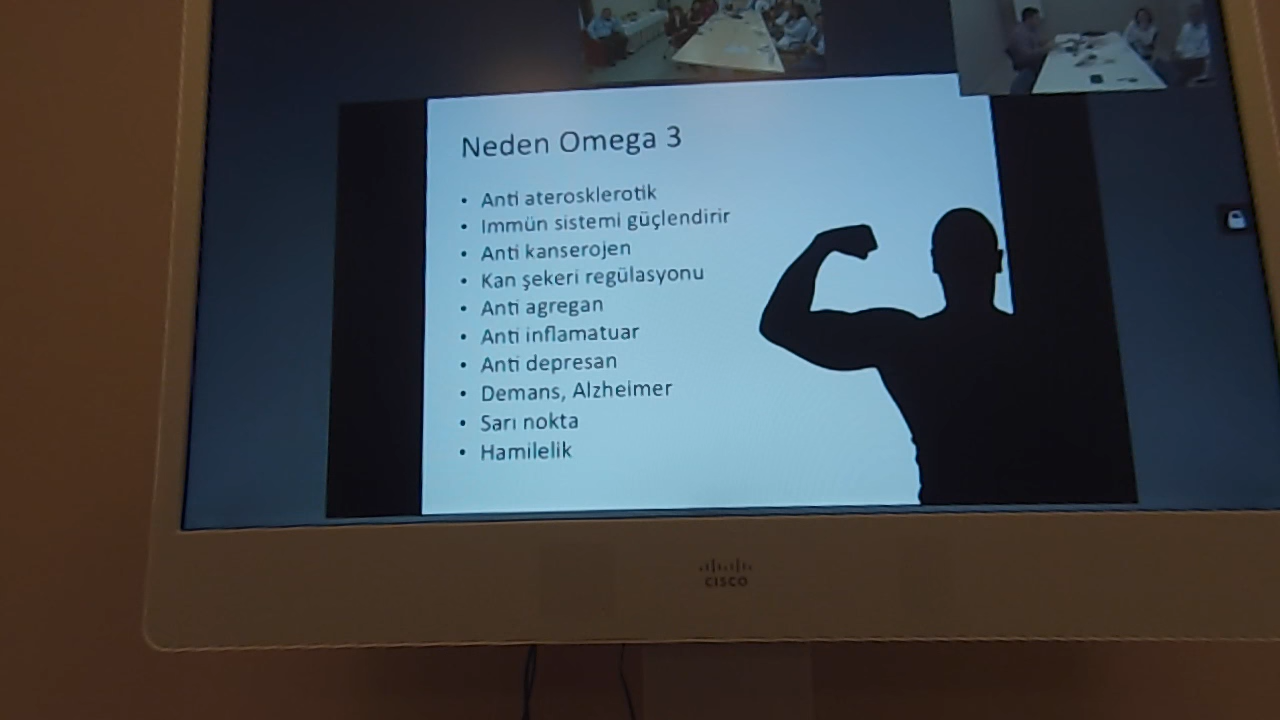 Neden Omega 3
• Anti aterosklerotik
• Immün sistemi güçlendirir
• Anti kanserojen
• Kan şekeri regülasyonu
• Anti agregan
• Anti inflamatuar
• Anti depresan
• Demans, Alzheimer
• Sarı nokta
• Hamilelik
CISCO